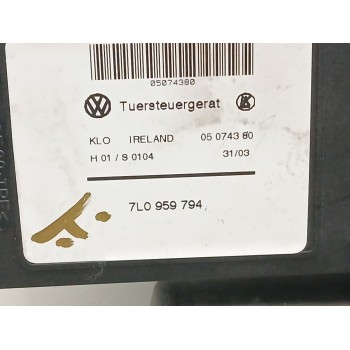 05074380
Tuersteuergerat
KLO IRELAND 05 0743 80
H 01 / S 0104 31/03
7L0 959 794